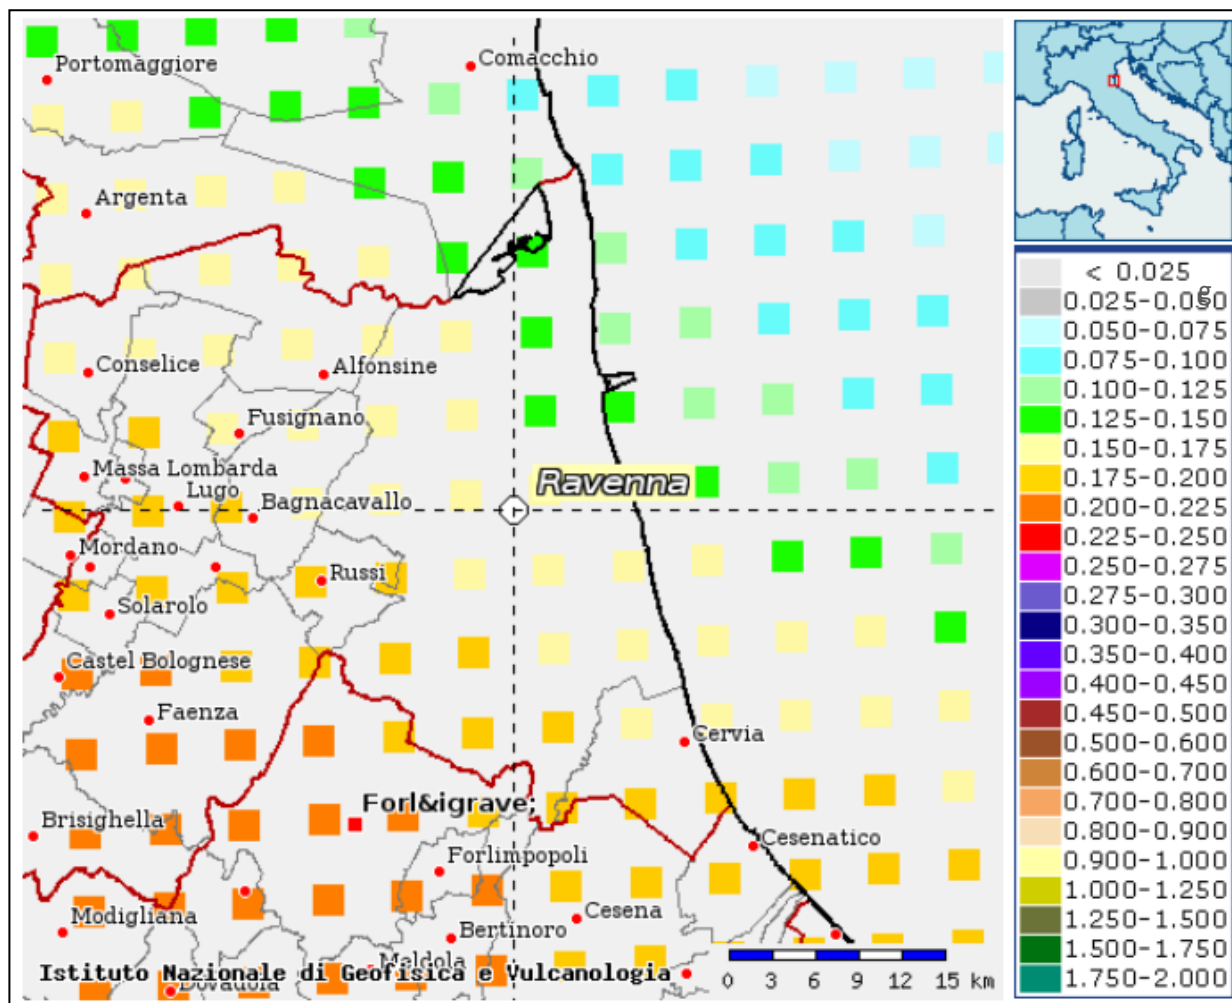 Comacchio
Portomaggiore
Argenta
Conselice
Alfonsine
Fusignano
Massa Lombarda
Lugo
Bagnacavallo
Ravenna
Mordano
Russi
Solarolo
Castel Bolognese
Faenza
Cervia
Forl&igrave;
Brisighella
Cesenatico
Forlimpopoli
Modigliana
Cesena
Bertinoro
Meldola
Istituto Nazionale di Geofisica e Vulcanologia
Dovadola
0 3 6 9 12 15 km
< 0.025
g
0.025-0.050
0.050-0.075
0.075-0.100
0.100-0.125
0.125-0.150
0.150-0.175
0.175-0.200
0.200-0.225
0.225-0.250
0.250-0.275
0.275-0.300
0.300-0.350
0.350-0.400
0.400-0.450
0.450-0.500
0.500-0.600
0.600-0.700
0.700-0.800
0.800-0.900
0.900-1.000
1.000-1.250
1.250-1.500
1.500-1.750
1.750-2.000